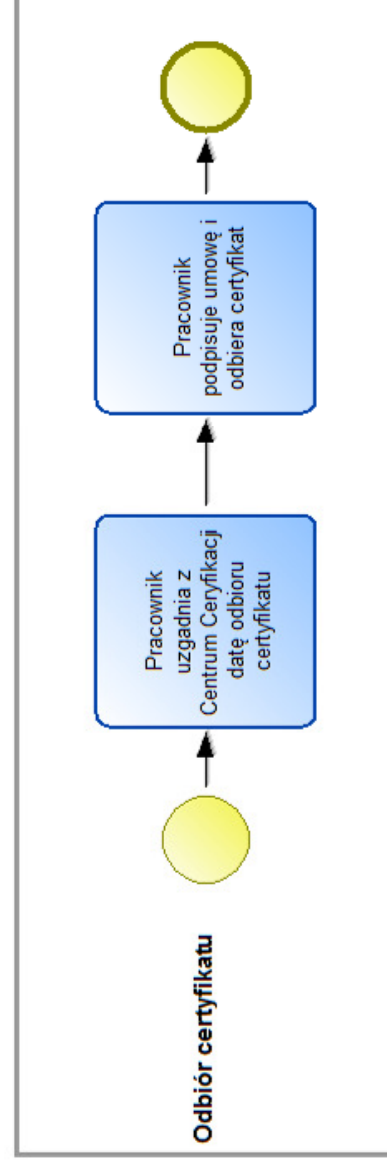 Odbiór certyfikatu
Pracownik
uzgadnia z
Centrum Ceryfikacji
datę odbioru
certyfikatu
Pracownik
podpisuje umowę i
odbiera certyfikat